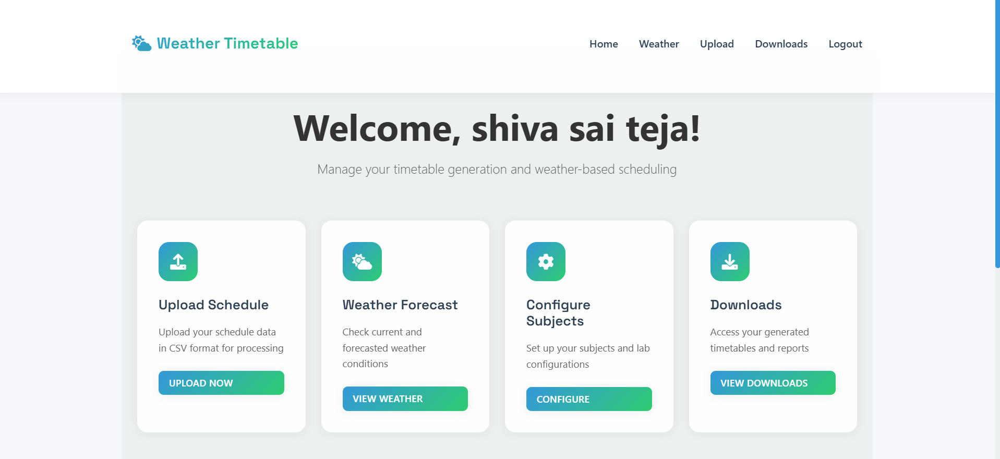 Weather Timetable
Home Weather Upload Downloads Logout
Welcome, shiva sai teja!
Manage your timetable generation and weather-based scheduling
Upload Schedule
Upload your schedule data
in CSV format for processing
UPLOAD NOW
Weather Forecast
Check current and
forecasted weather
conditions
VIEW WEATHER
Configure
Subjects
Set up your subjects and lab
configurations
CONFIGURE
Downloads
Access your generated
timetables and reports
VIEW DOWNLOADS